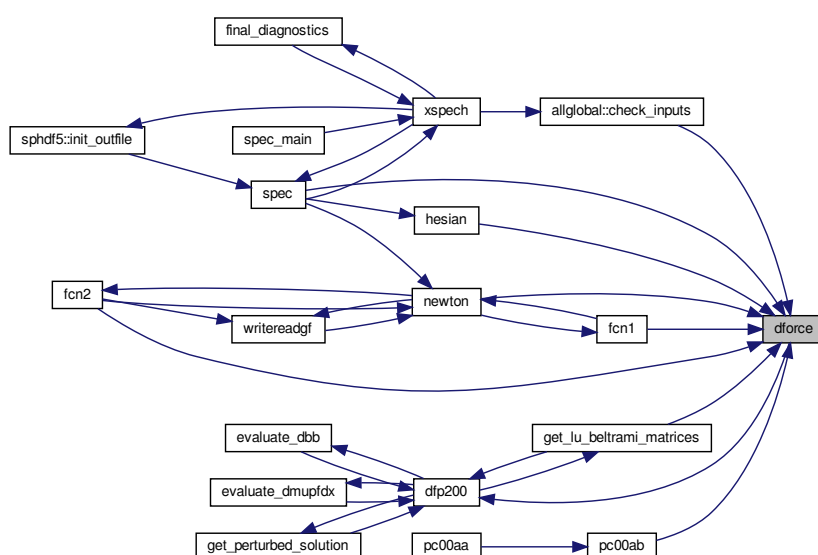 final_diagnostics
xspech
allglobal::check_inputs
sphdf5::init_outfile
spec_main
spec
hesian
fcn2
newton
writereadgf
fcn1
dforce
evaluate_dbb
get_lu_beltrami_matrices
evaluate_dmupfdx
dfp200
get_perturbed_solution
pc00aa
pc00ab